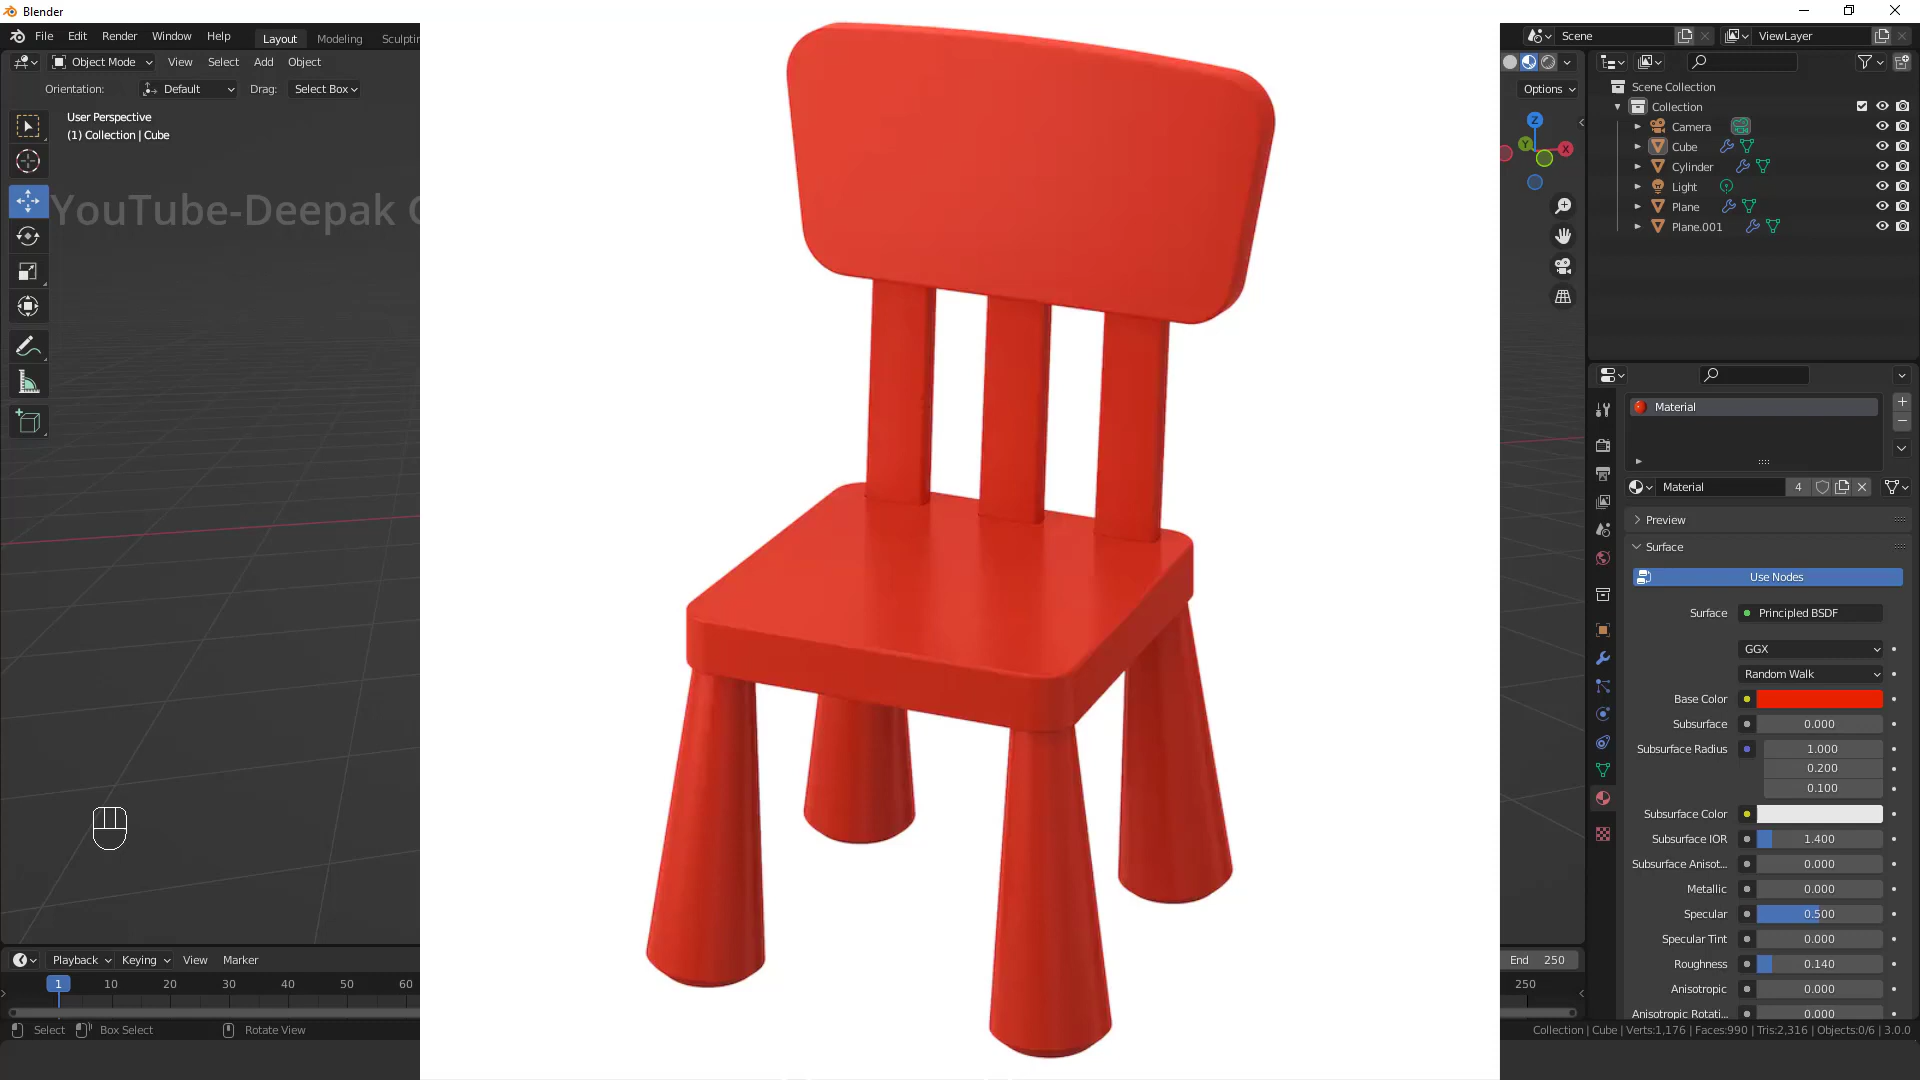 Blender
File Edit Render Window Help Layout Modeling Sculptin
Scene ViewLayer
Object Mode View Select Add Object
Orientation: Default Drag: Select Box
Options
User Perspective
(1) Collection | Cube
YouTube-Deepak
Z
Y
X
Scene Collection
Collection
Camera
Cube
Cylinder
Light
Plane
Plane.001
Material
Material 4
Preview
Surface
Use Nodes
Surface Principled BSDF
GGX
Random Walk
Base Color
Subsurface 0.000
Subsurface Radius 1.000
0.200
0.100
Subsurface Color
Subsurface IOR 1.400
Subsurface Anisot... 0.000
Metallic 0.000
Specular 0.500
Specular Tint 0.000
Roughness 0.140
Anisotropic 0.000
Anisotropic Rotati... 0.000
Playback Keying View Marker
End 250
1 10 20 30 40 50 60
250
Select Box Select Rotate View
Collection | Cube | Verts:1,176 | Faces:990 | Tris:2,316 | Objects:0/6 | 3.0.0